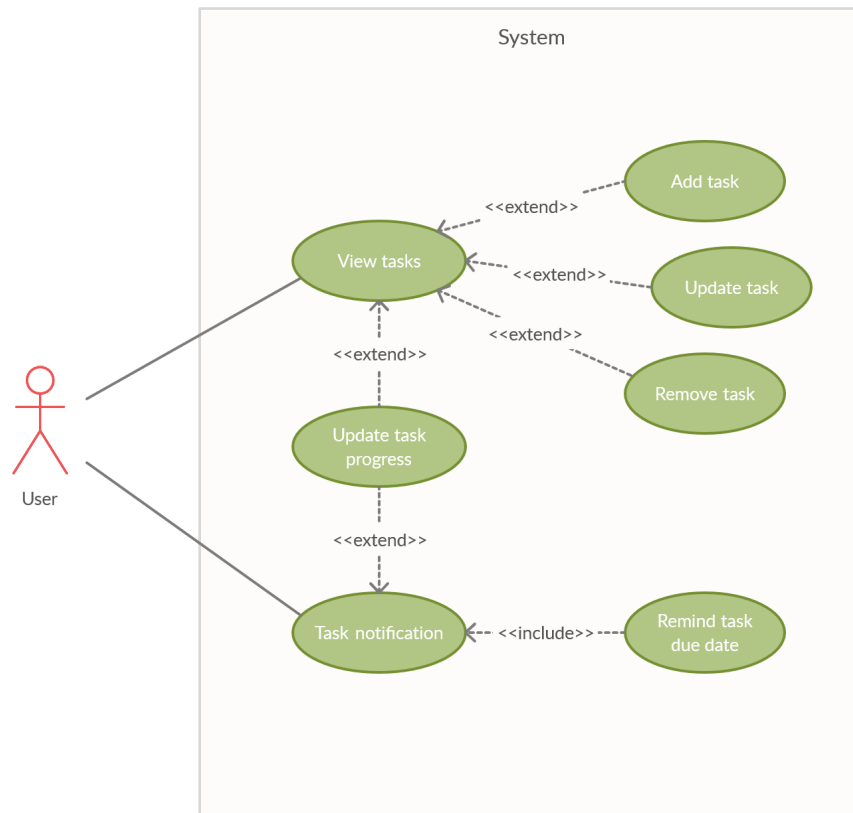 System
Add task
<<extend>>
View tasks
<<extend>>
Update task
<<extend>>
<<extend>>
Remove task
Update task
progress
User
<<extend>>
Task notification
<<include>>
Remind task
due date